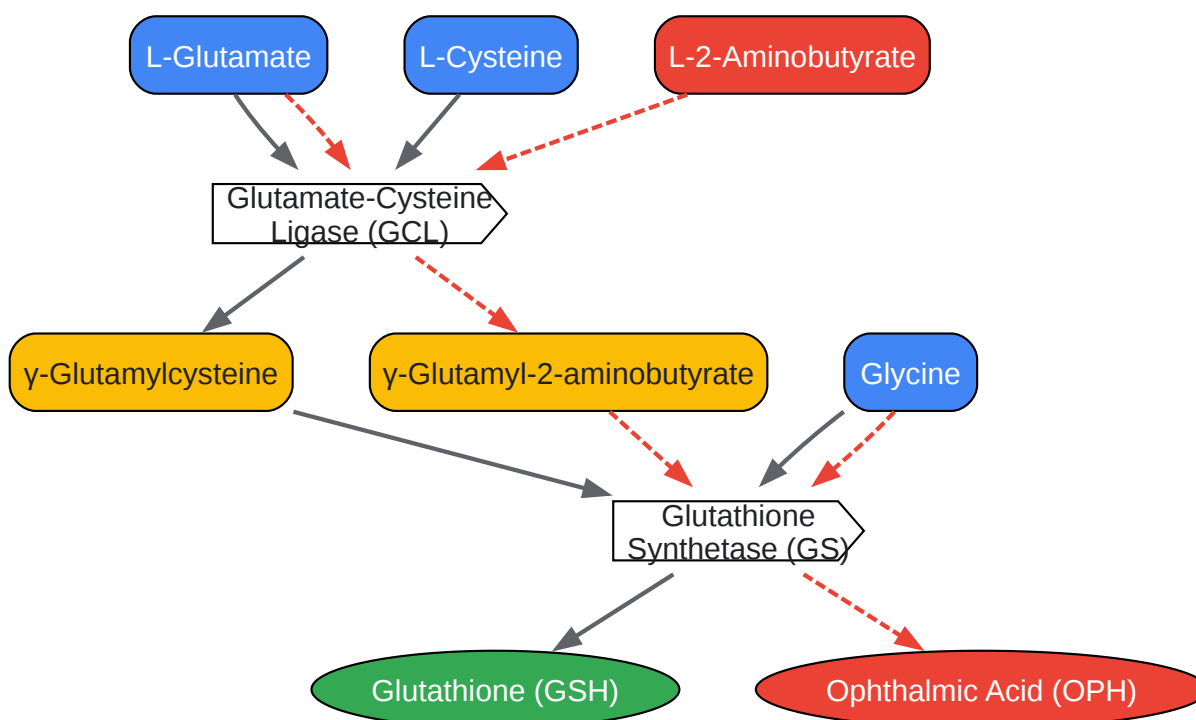 L-Glutamate
L-Cysteine
L-2-Aminobutyrate
Glutamate-Cysteine
Ligase (GCL)
γ-Glutamylcysteine
γ-Glutamyl-2-aminobutyrate
Glycine
Glutathione
Synthetase (GS)
Glutathione (GSH)
Ophthalmic Acid (OPH)